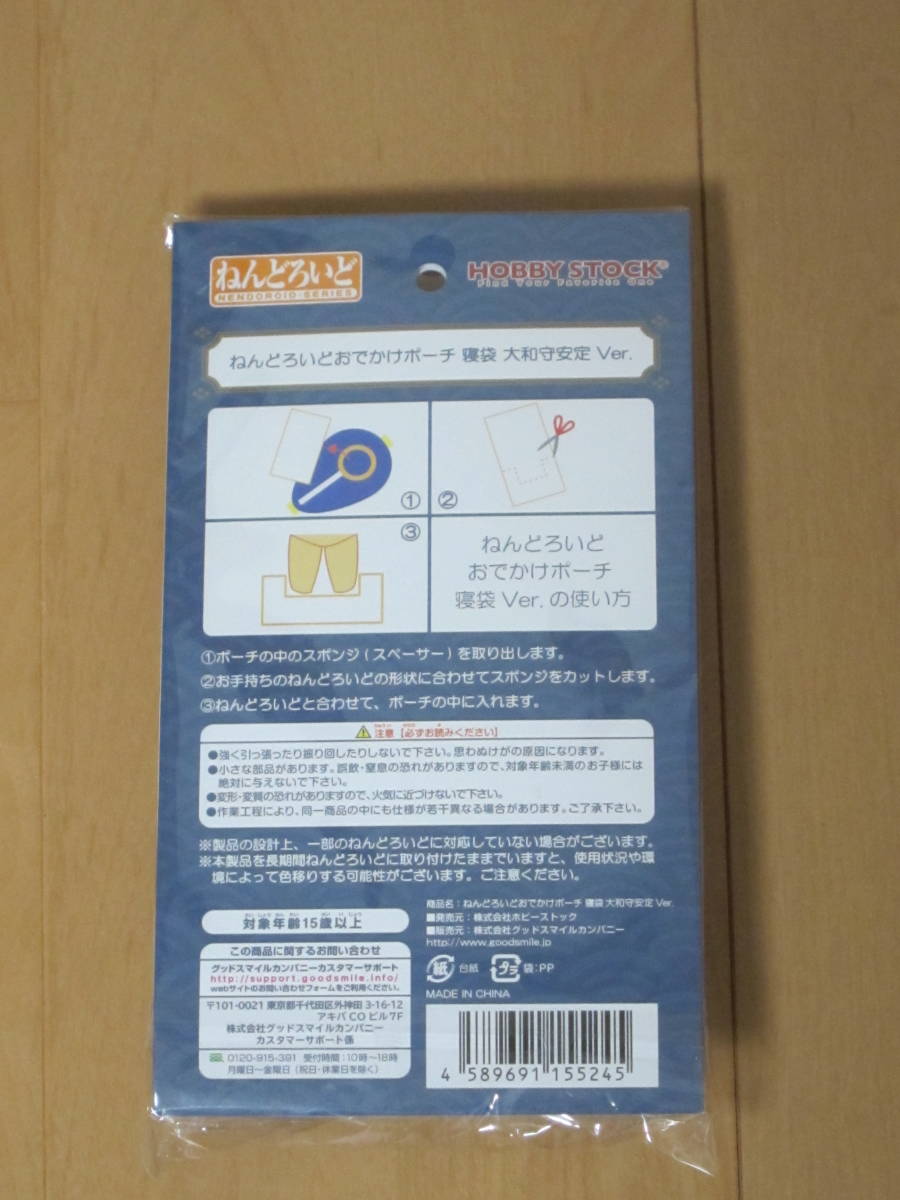 ねんどろいど
NENDOROID-SERIES
HOBBY STOCK®
Find Your Favorite One
ねんどろいどおでかけポーチ 寝袋 大和守安定 Ver.
①
②
③
ねんどろいど
おでかけポーチ
寝袋 Ver. の使い方
①ポーチの中のスポンジ(スペーサー)を取り出します。
②お手持ちのねんどろいどの形状に合わせてスポンジをカットします。
③ねんどろいどと合わせて、ポーチの中に入れます。
注意【必ずお読みください】
●強く引っ張ったり振り回したりしないで下さい。思わぬけがの原因になります。
●小さな部品があります。誤飲・窒息の恐れがありますので、対象年齢未満のお子様には
絶対に与えないで下さい。
●変形・変質の恐れがありますので、火気に近づけないで下さい。
●作業工程により、同一商品の中にも仕様が若干異なる場合があります。ご了承下さい。
※製品の設計上、一部のねんどろいどに対応していない場合がございます。
※本製品を長期間ねんどろいどに取り付けたままでいますと、使用状況や環
境によって色移りする可能性がございます。ご注意ください。
たいしょうねんれい さい いじょう
対象年齢15歳以上
この商品に関するお問い合わせ
グッドスマイルカンパニーカスタマーサポート
http://support.goodsmile.info/
webサイトのお問い合わせフォームをご利用ください。
〒101-0021 東京都千代田区外神田 3-16-12
アキバ CO ビル 7F
株式会社グッドスマイルカンパニー
カスタマーサポート係
0120-915-391 受付時間:10時〜18時
月曜日〜金曜日(祝日・休業日を除く)
商品名:ねんどろいどおでかけポーチ 寝袋 大和守安定 Ver.
■発売元:株式会社ホビーストック
■販売元:株式会社グッドスマイルカンパニー
http://www.goodsmile.jp
紙 台紙 プラ 袋:PP
MADE IN CHINA
4 589691 155245